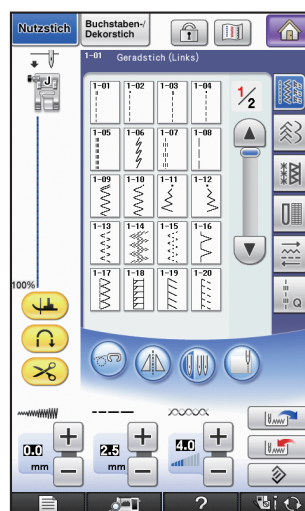 Nutzstich
Buchstaben-/
Dekorstich
1-01 Geradstich (Links)
J
1-01 1-02 1-03 1-04
1/2
1-05 1-06 1-07 1-08
1-09 1-10 1-11 1-12
1-13 1-14 1-15 1-16
1-17 1-18 1-19 1-20
Q
100%
0.0 mm
2.5 mm
4.0
?